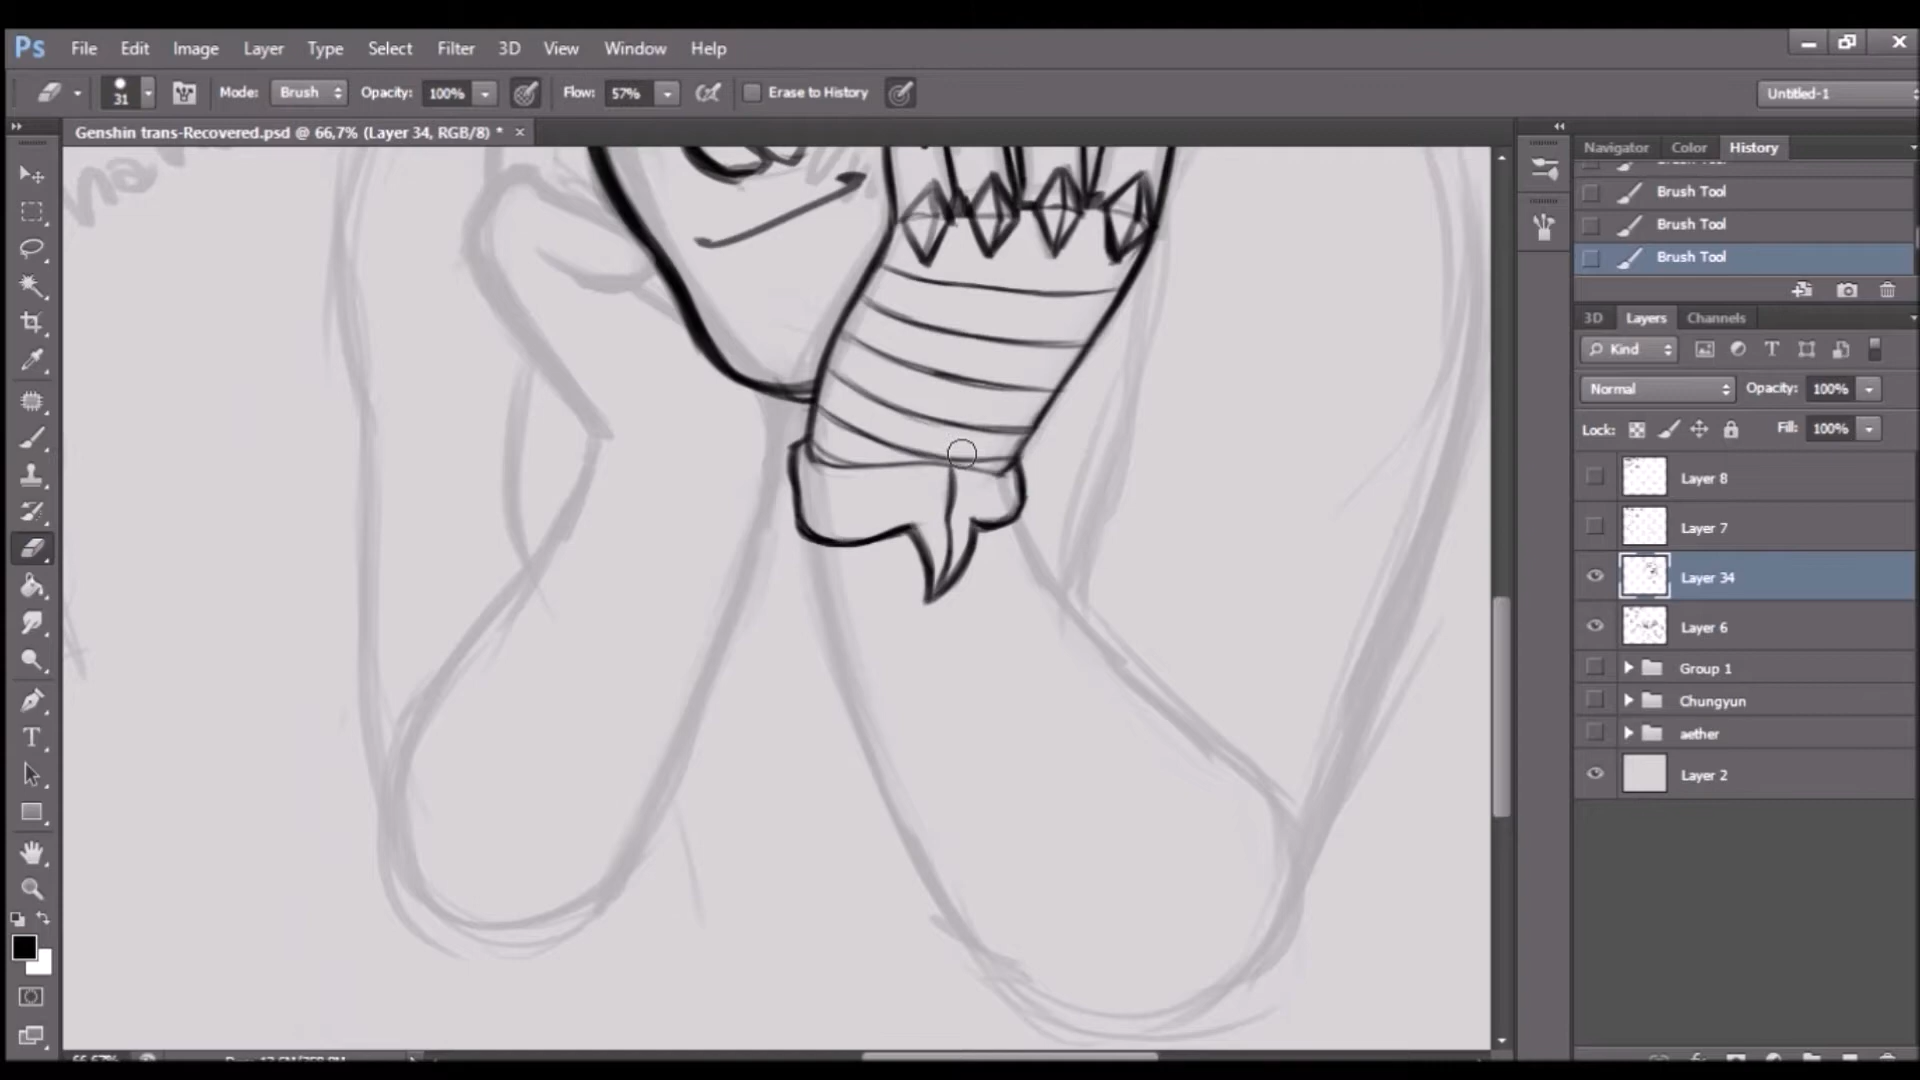 Ps File Edit Image Layer Type Select Filter 3D View Window Help
31 Mode: Brush Opacity: 100% Flow: 57% Erase to History Untitled-1
Genshin trans-Recovered.psd @ 66,7% (Layer 34, RGB/8) * ×
Navigator Color History
Brush Tool
Brush Tool
Brush Tool
3D Layers Channels
Kind
Normal Opacity: 100%
Lock: Fill: 100%
Layer 8
Layer 7
Layer 34
Layer 6
Group 1
Chungyun
aether
Layer 2